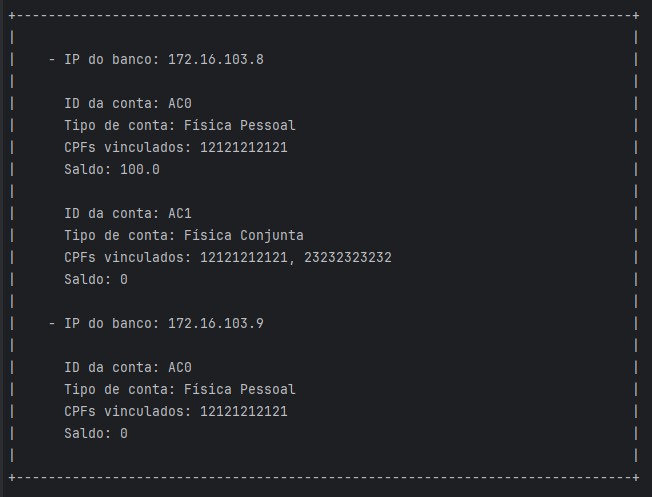 - IP do banco: 172.16.103.8
ID da conta: AC0
Tipo de conta: Física Pessoal
CPFs vinculados: 12121212121
Saldo: 100.0
ID da conta: AC1
Tipo de conta: Física Conjunta
CPFs vinculados: 12121212121, 23232323232
Saldo: 0
- IP do banco: 172.16.103.9
ID da conta: AC0
Tipo de conta: Física Pessoal
CPFs vinculados: 12121212121
Saldo: 0